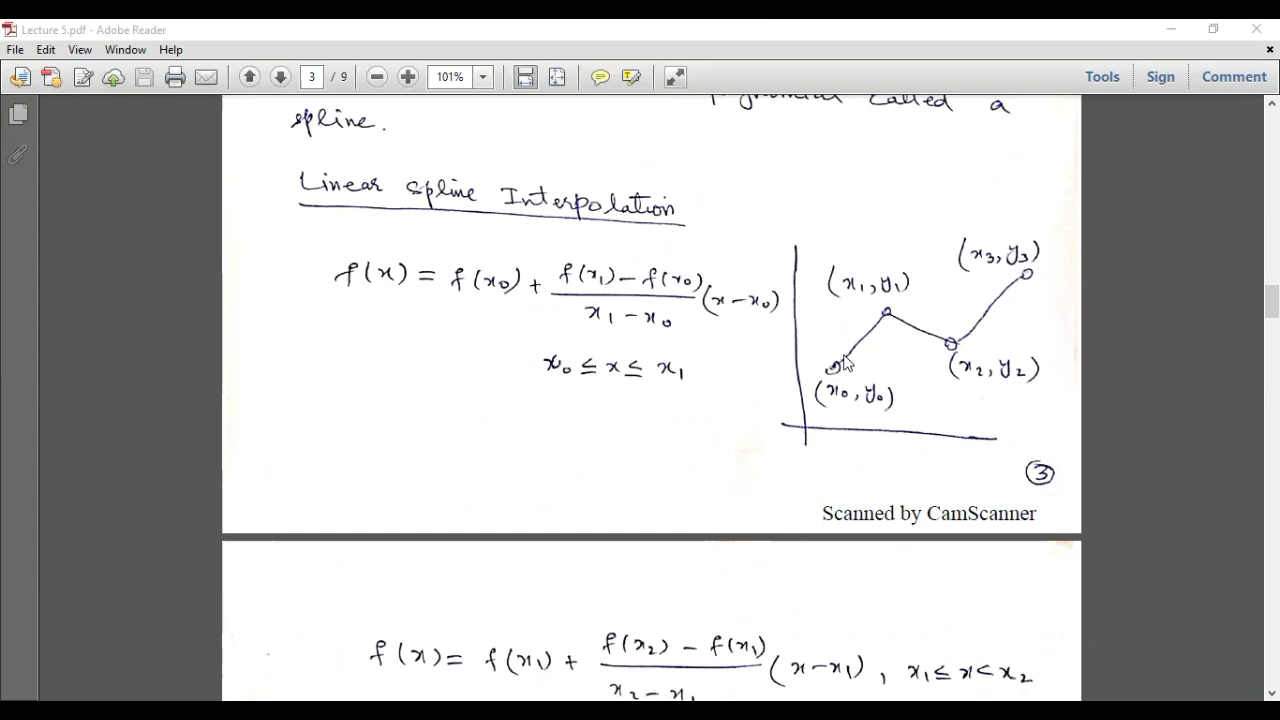 Lecture 5.pdf - Adobe Reader
File Edit View Window Help
3 / 9 101% Tools Sign Comment
called a
spline.
Linear spline Interpolation
f(x) = f(x0) + f(x1) - f(x0) / x1 - x0 (x - x0)
x0 ≤ x ≤ x1
(x3, y3)
(x1, y1)
(x2, y2)
(x0, y0)
3
Scanned by CamScanner
f(x) = f(x1) + f(x2) - f(x1) / x2 - x1 (x - x1), x1 ≤ x < x2